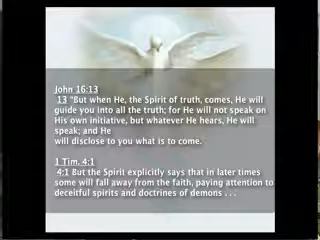 John 16:13
13 "But when He, the Spirit of truth, comes, He will
guide you into all the truth; for He will not speak on
His own initiative, but whatever He hears, He will
speak; and He
will disclose to you what is to come.
1 Tim. 4:1
4:1 But the Spirit explicitly says that in later times
some will fall away from the faith, paying attention to
deceitful spirits and doctrines of demons . . .